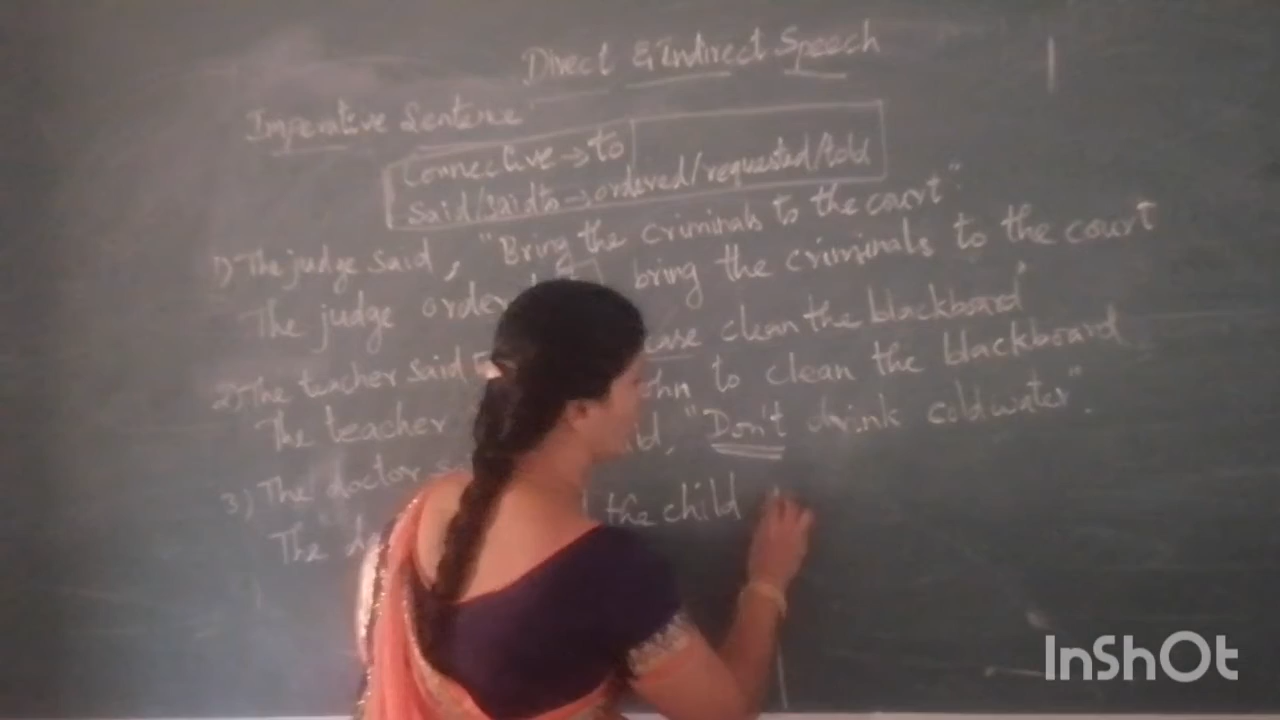 Direct & Indirect Speech
Imperative Sentence
Connective → to
Said/said to → ordered/requested/told
1) The judge said, "Bring the criminals to the court".
The judge bring the criminals to the court
2) The teacher said clean the blackboard"
The teacher to clean the blackboard
3) The doctor "Don't drink cold water".
The the child
InShOt